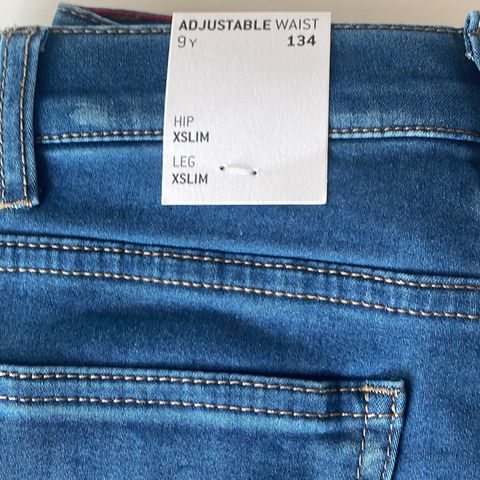 ADJUSTABLE WAIST
9Y 134
HIP
XSLIM
LEG
XSLIM